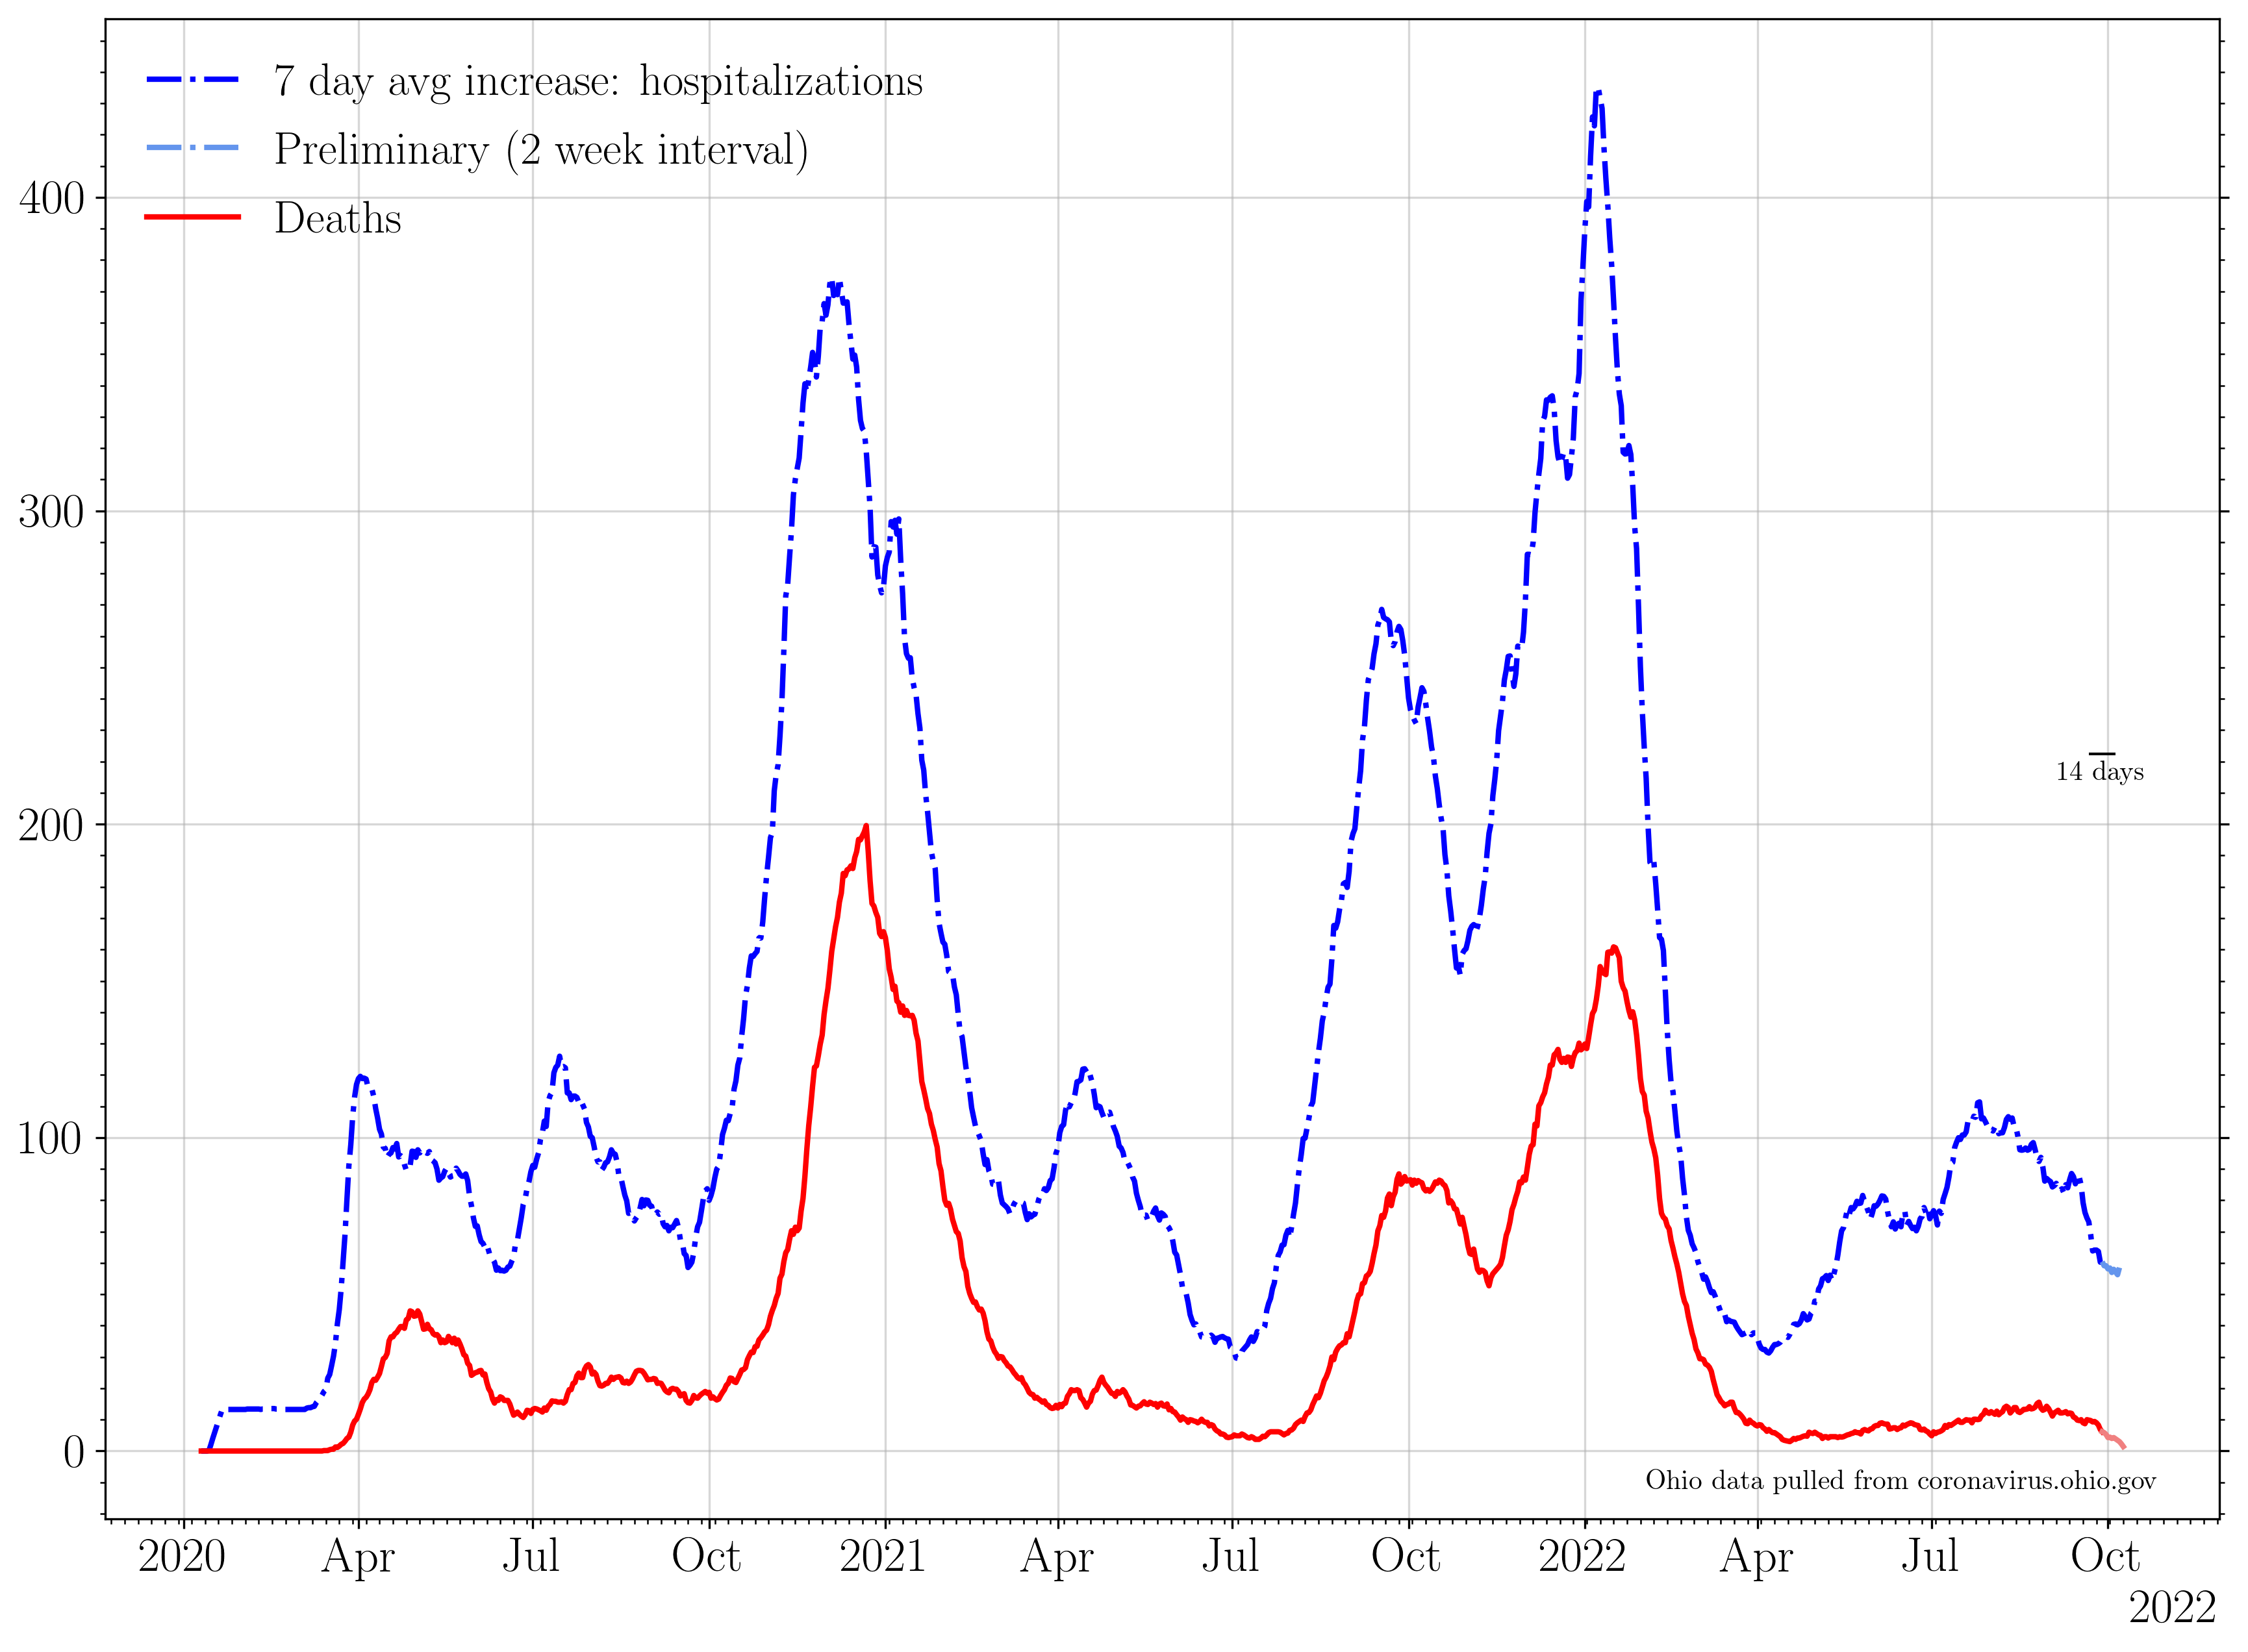 7 day avg increase: hospitalizations
Preliminary (2 week interval)
Deaths
400
300
200
100
0
14 days
Ohio data pulled from coronavirus.ohio.gov
2020 Apr Jul Oct 2021 Apr Jul Oct 2022 Apr Jul Oct
2022